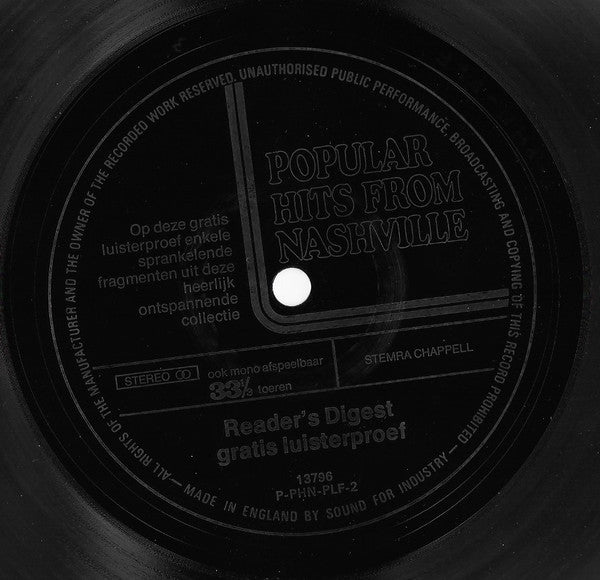 —ALL RIGHTS OF THE MANUFACTURER AND THE OWNER OF THE RECORDED WORK RESERVED. UNAUTHORISED PUBLIC PERFORMANCE BROADCASTING AND COPYING OF THIS RECORD PROHIBITED—
POPULAR
HITS FROM
NASHVILLE
Op deze gratis
luisterproef enkele
sprankelende
fragmenten uit deze
heerlijk
ontspannende
collectie
STEREO
ook mono afspeelbaar
33⅓ toeren
STEMRA CHAPPELL
Reader's Digest
gratis luisterproef
13796
P-PHN-PLF-2
MADE IN ENGLAND BY SOUND FOR INDUSTRY